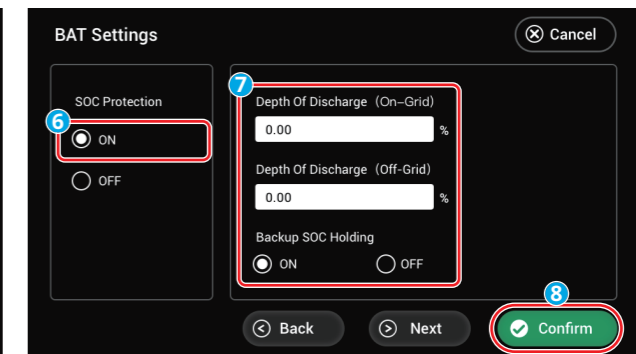 BAT Settings
Cancel
SOC Protection
6
ON
OFF
7
Depth Of Discharge（On–Grid）
0.00 %
Depth Of Discharge（Off-Grid）
0.00 %
Backup SOC Holding
ON OFF
8
Back Next Confirm